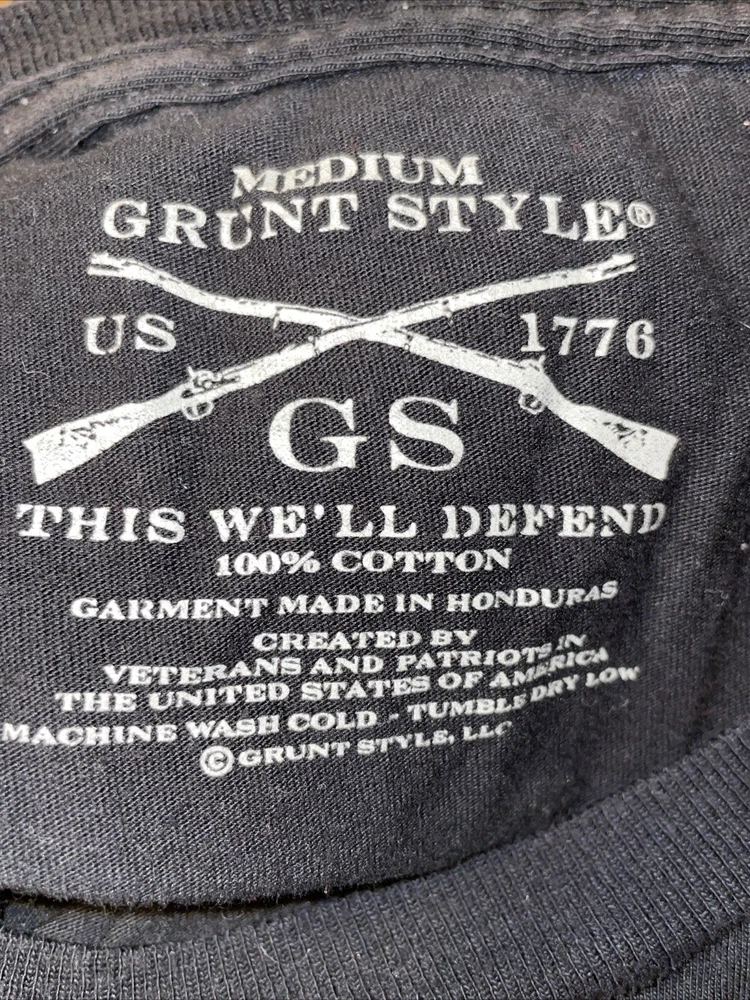 MEDIUM
GRUNT STYLE®
US 1776
GS
THIS WE'LL DEFEND
100% COTTON
GARMENT MADE IN HONDURAS
CREATED BY
VETERANS AND PATRIOTS IN
THE UNITED STATES OF AMERICA
MACHINE WASH COLD - TUMBLE DRY LOW
©GRUNT STYLE, LLC